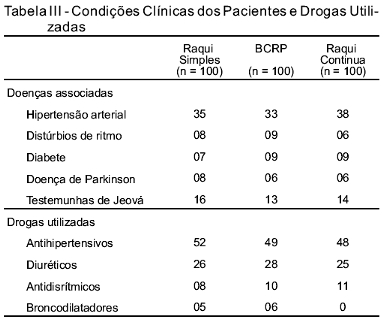 Tabela III - Condições Clínicas dos Pacientes e Drogas Utili-
zadas
Raqui Simples (n = 100) BCRP (n = 100) Raqui Continua (n = 100)
Doenças associadas
Hipertensão arterial 35 33 38
Distúrbios de ritmo 08 09 06
Diabete 07 09 09
Doença de Parkinson 08 06 06
Testemunhas de Jeová 16 13 14
Drogas utilizadas
Antihipertensivos 52 49 48
Diuréticos 26 28 25
Antidisrítmicos 08 10 11
Broncodilatadores 05 06 0